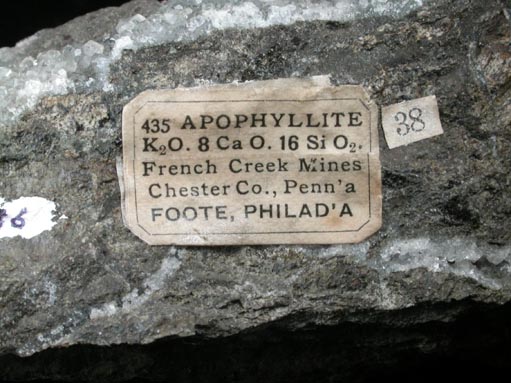 435 APOPHYLLITE
K₂O. 8 CaO. 16 SiO₂.
French Creek Mines
Chester Co., Penn'a
FOOTE, PHILAD'A
38